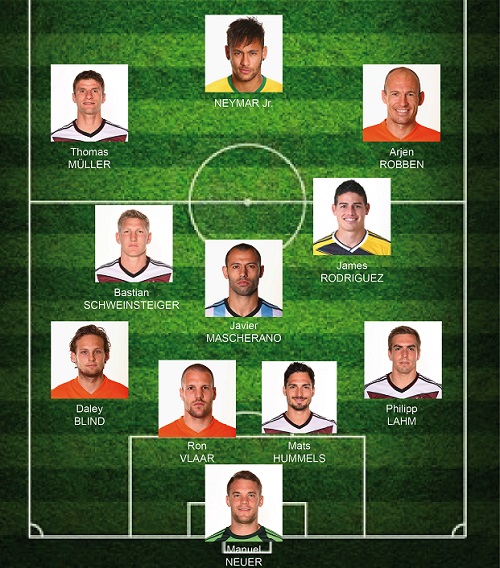 NEYMAR Jr.
Thomas
MÜLLER
Arjen
ROBBEN
James
RODRIGUEZ
Bastian
SCHWEINSTEIGER
Javier
MASCHERANO
Daley
BLIND
Philipp
LAHM
Ron
VLAAR
Mats
HUMMELS
Manuel
NEUER